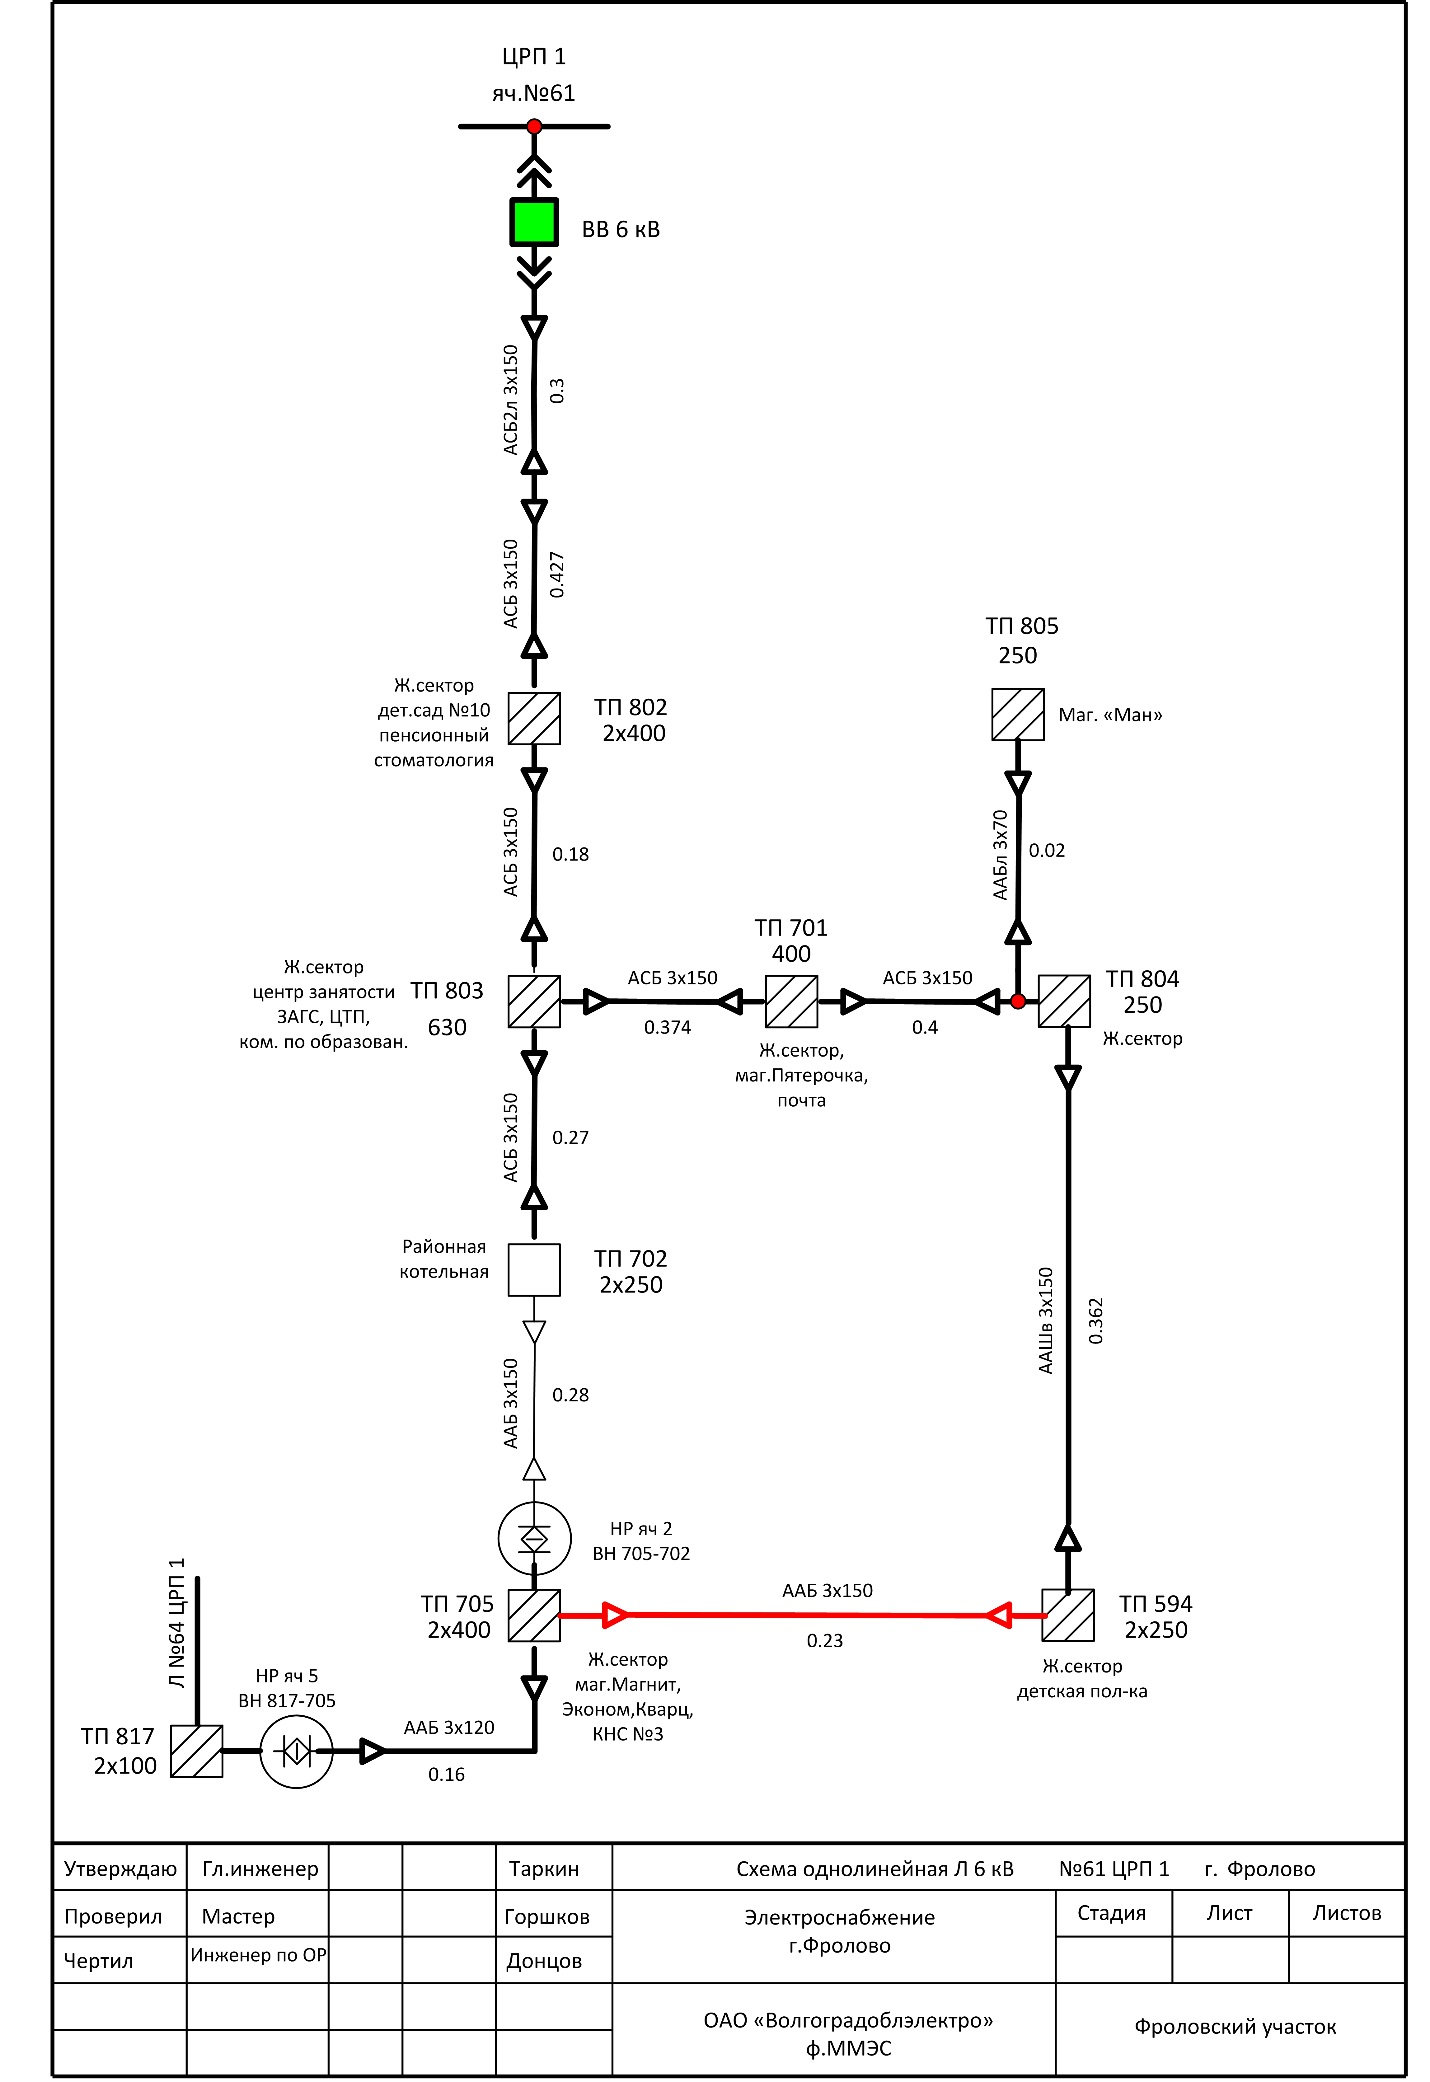 ЦРП 1
яч.№61
ВВ 6 кВ
АСБ2л 3х150
0.3
АСБ 3х150
0.427
Ж.сектор
дет.сад №10
пенсионный
стоматология
ТП 802
2х400
ТП 805
250
Маг. «Ман»
АСБ 3х150
0.18
ААБл 3х70
0.02
Ж.сектор
центр занятости
ЗАГС, ЦТП,
ком. по образован.
ТП 803
630
АСБ 3х150
0.374
ТП 701
400
Ж.сектор,
маг.Пятерочка,
почта
АСБ 3х150
0.4
ТП 804
250
Ж.сектор
АСБ 3х150
0.27
Районная
котельная
ТП 702
2х250
ААШв 3х150
0.362
ААБ 3х150
0.28
НР яч 2
ВН 705-702
ТП 705
2х400
ААБ 3х150
0.23
ТП 594
2х250
Ж.сектор
маг.Магнит,
Эконом,Кварц,
КНС №3
Ж.сектор
детская пол-ка
Л №64 ЦРП 1
НР яч 5
ВН 817-705
ТП 817
2х100
ААБ 3х120
0.16
Утверждаю Гл.инженер Таркин Схема однолинейная Л 6 кВ №61 ЦРП 1 г. Фролово
Проверил Мастер Горшков Электроснабжение Стадия Лист Листов
г.Фролово
Чертил Инженер по ОР Донцов
ОАО «Волгоградоблэлектро» Фроловский участок
ф.ММЭС